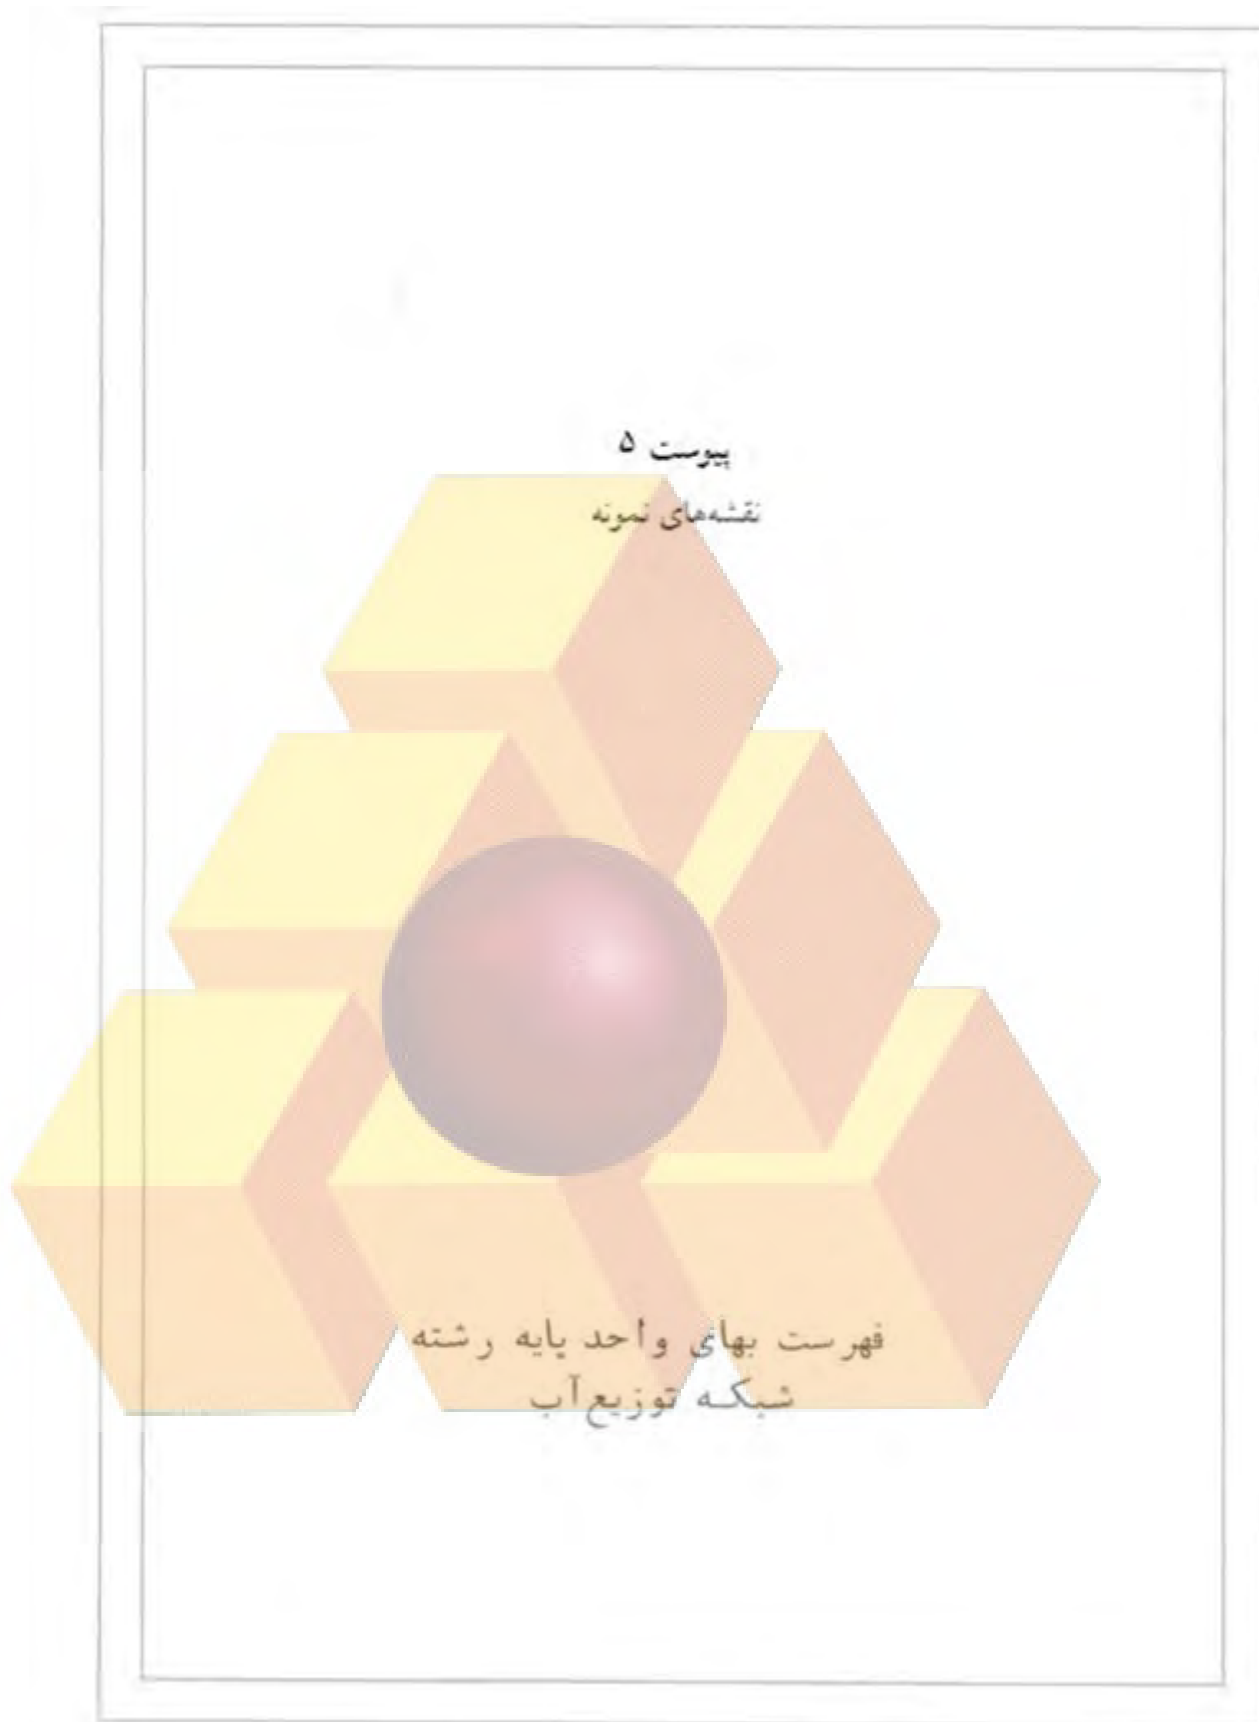 پیوست ۵
نقشه‌های نمونه
فهرست بهای واحد پایه رشته
شبکه توزیع آب